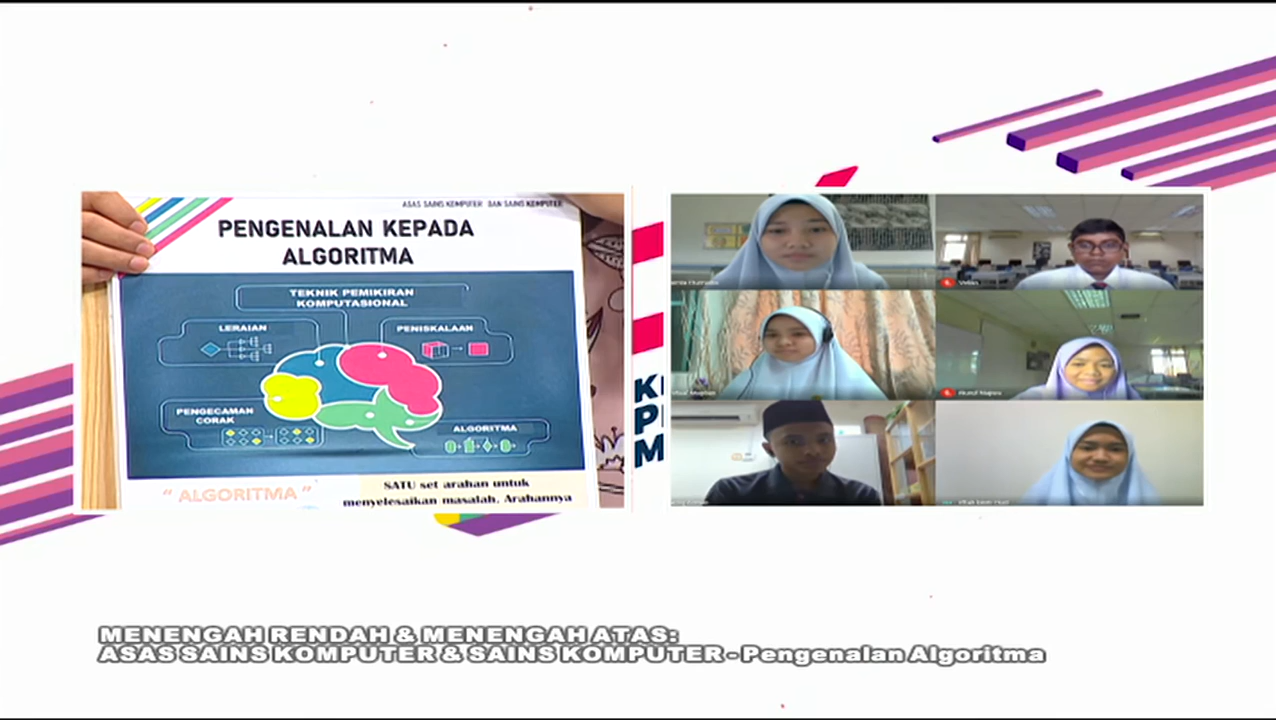 ASAS SAINS KOMPUTER DAN SAINS KOMPUTER
PENGENALAN KEPADA
ALGORITMA
TEKNIK PEMIKIRAN
KOMPUTASIONAL
LERAIAN
PENISKALAAN
PENGECAMAN
CORAK
ALGORITMA
“ ALGORITMA ”
SATU set arahan untuk
menyelesaikan masalah. Arahannya
MENENGAH RENDAH & MENENGAH ATAS:
ASAS SAINS KOMPUTER & SAINS KOMPUTER - Pengenalan Algoritma